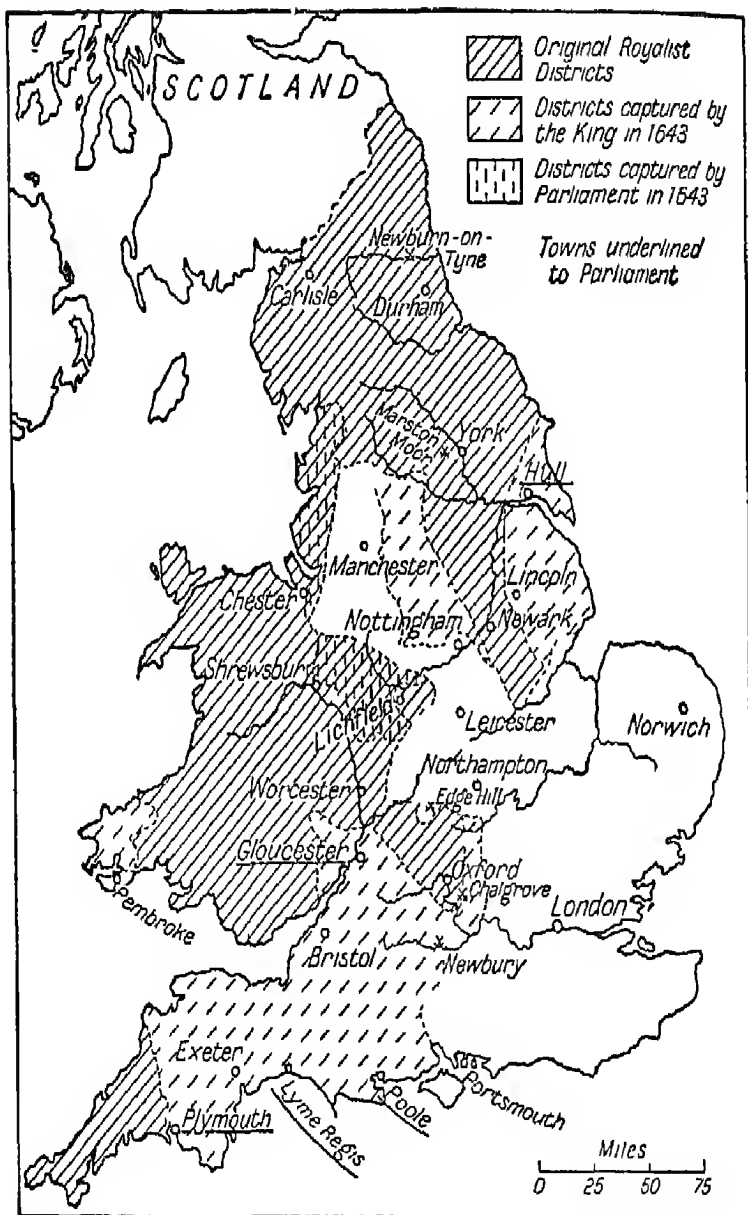 SCOTLAND
Original Royalist
Districts
Districts captured by
the King in 1643
Districts captured by
Parliament in 1643
Towns underlined
to Parliament
Newburn-on-
Tyne
Carlisle
Durham
Marston
Moor
York
Hull
Manchester
Lincoln
Chester
Nottingham
Newark
Shrewsbury
Lichfield
Leicester
Norwich
Northampton
Worcester
Edge Hill
Gloucester
Oxford
Chalgrove
Pembroke
London
Bristol
Newbury
Exeter
Portsmouth
Poole
Plymouth
Lyme Regis
Miles
0 25 50 75